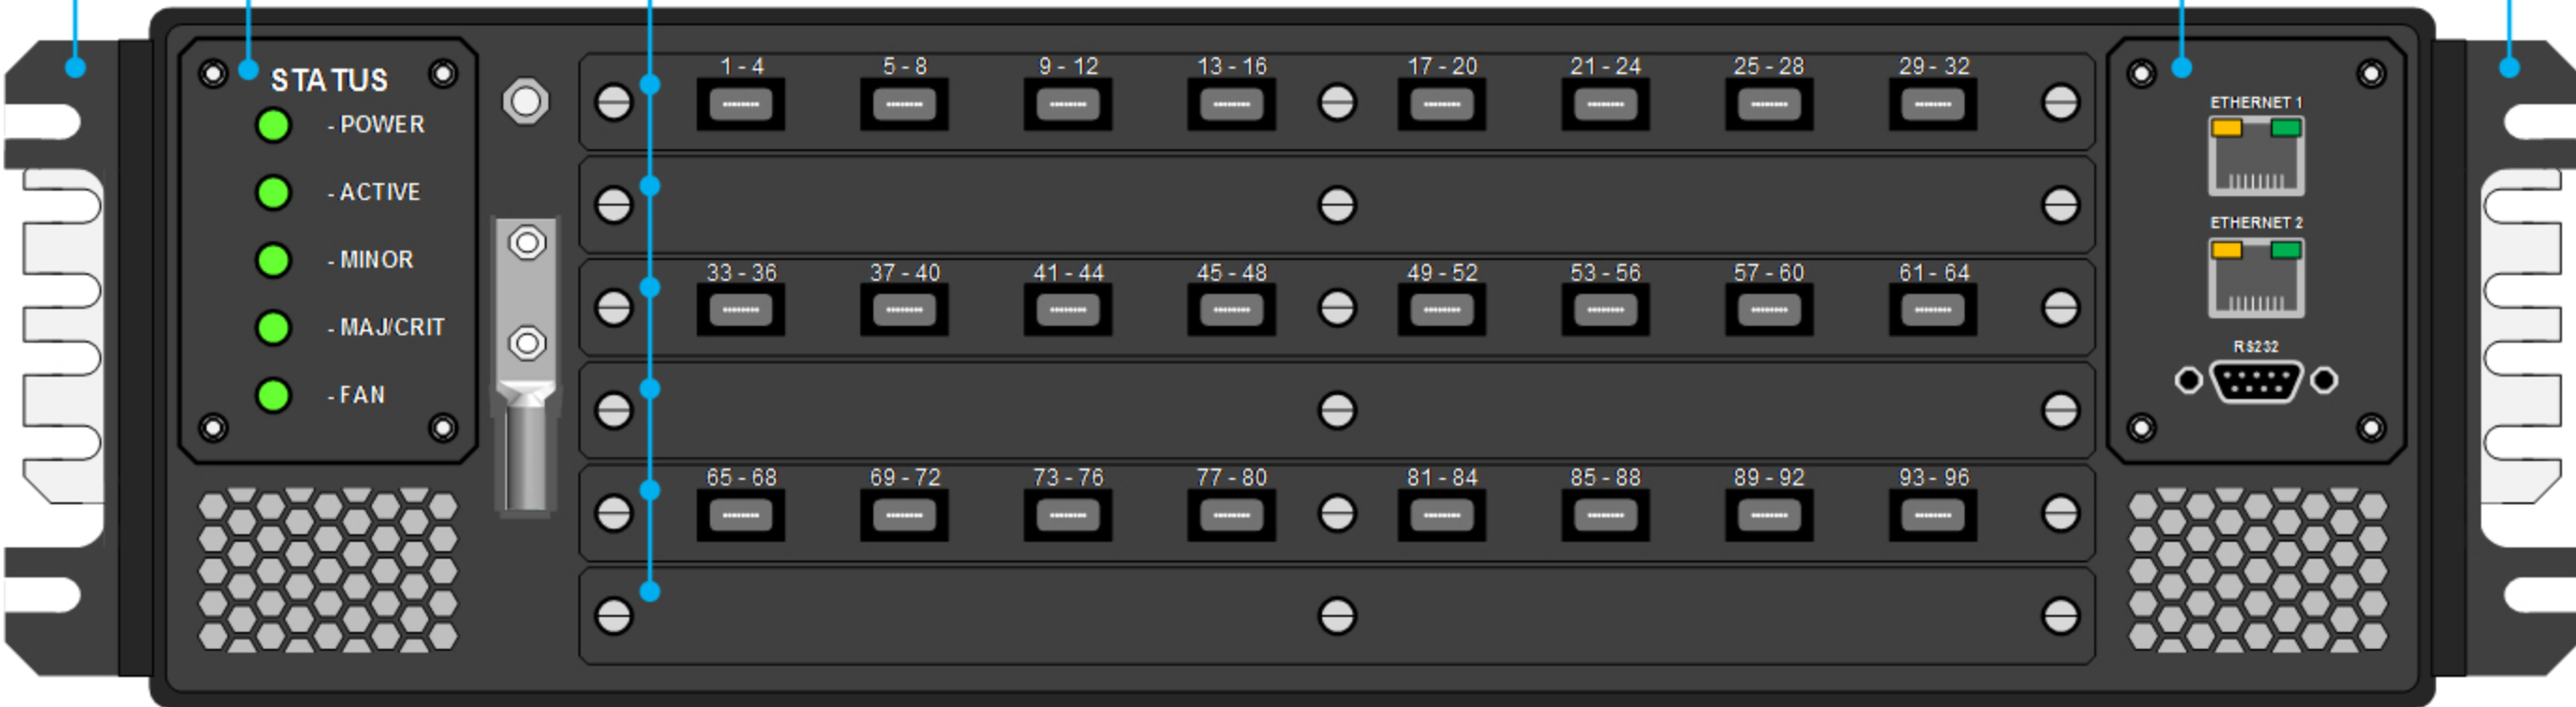 STATUS
- POWER
- ACTIVE
- MINOR
- MAJ/CRIT
- FAN
1 - 4 5 - 8 9 - 12 13 - 16 17 - 20 21 - 24 25 - 28 29 - 32
33 - 36 37 - 40 41 - 44 45 - 48 49 - 52 53 - 56 57 - 60 61 - 64
65 - 68 69 - 72 73 - 76 77 - 80 81 - 84 85 - 88 89 - 92 93 - 96
ETHERNET 1
ETHERNET 2
RS232